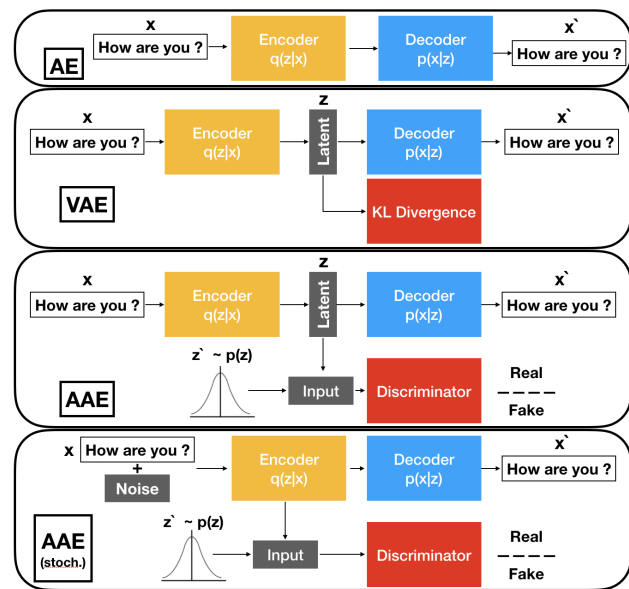 x
How are you ?
Encoder
q(z|x)
Decoder
p(x|z)
x`
How are you ?
AE
x
How are you ?
Encoder
q(z|x)
z
Latent
Decoder
p(x|z)
x`
How are you ?
VAE
KL Divergence
x
How are you ?
Encoder
q(z|x)
z
Latent
Decoder
p(x|z)
x`
How are you ?
z` ~ p(z)
Input
Discriminator
Real
Fake
AAE
x
How are you ?
+
Noise
Encoder
q(z|x)
Decoder
p(x|z)
x`
How are you ?
z` ~ p(z)
Input
Discriminator
Real
Fake
AAE
(stoch.)